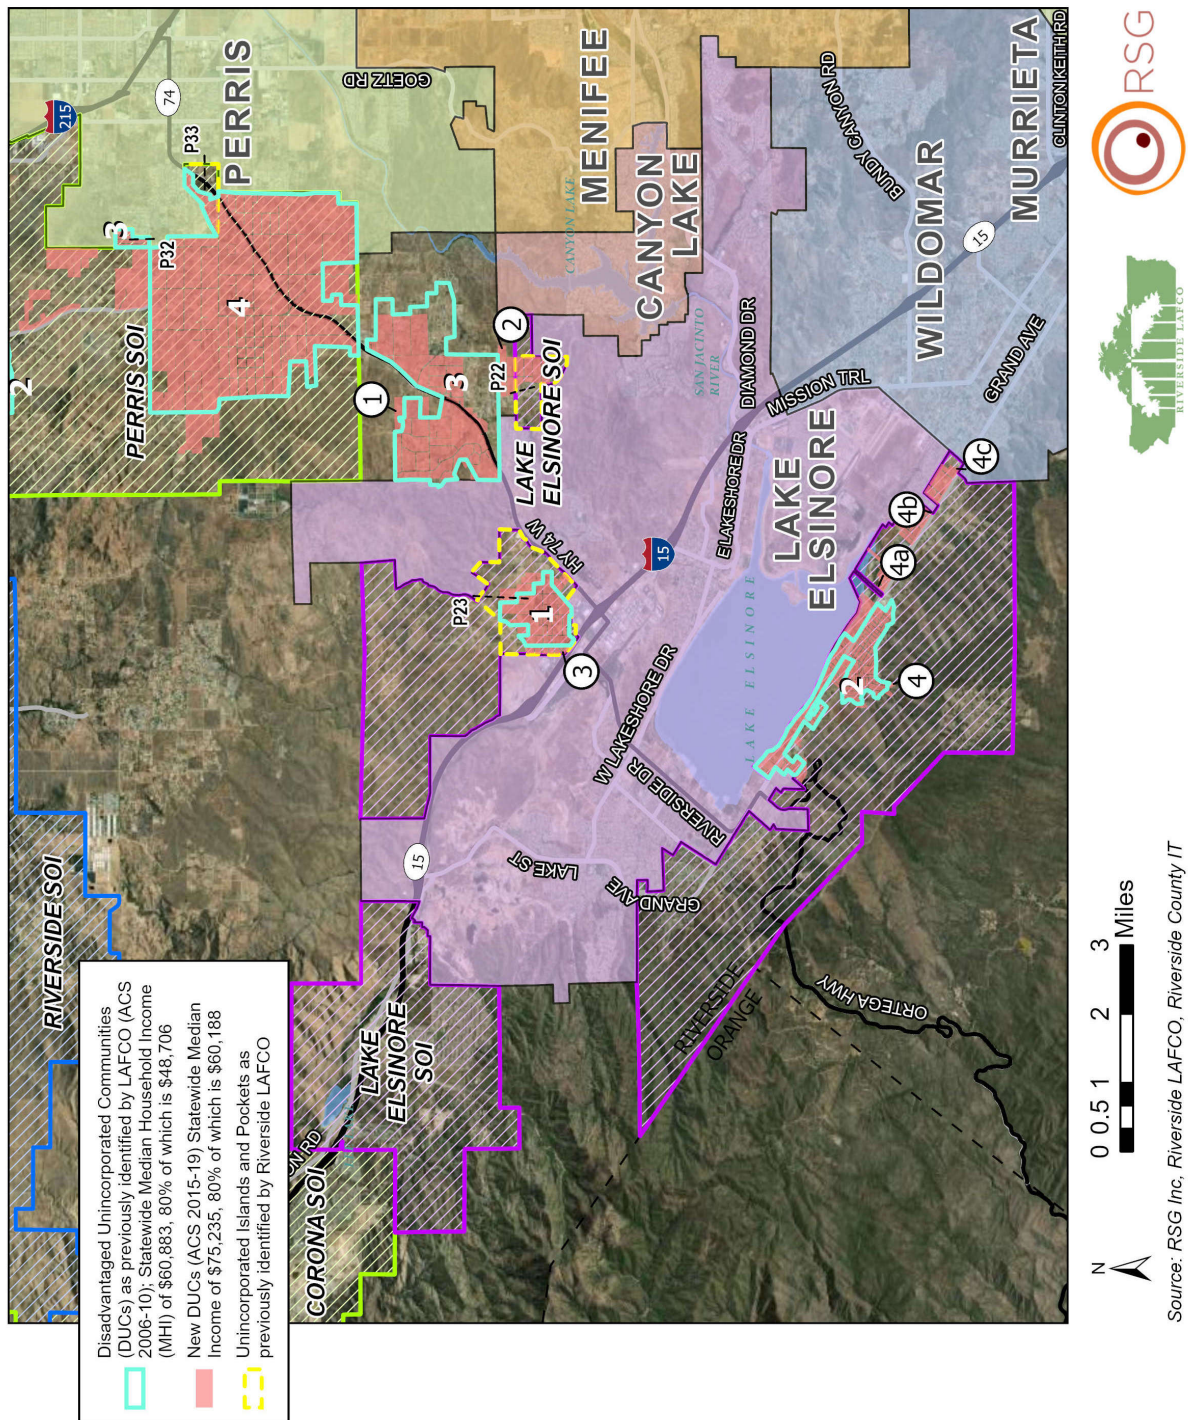 Disadvantaged Unincorporated Communities
(DUCs) as previously identified by LAFCO (ACS
2006-10); Statewide Median Household Income
(MHI) of $60,883, 80% of which is $48,706
New DUCs (ACS 2015-19) Statewide Median
Income of $75,235, 80% of which is $60,188
Unincorporated Islands and Pockets as
previously identified by Riverside LAFCO
RIVERSIDE SOI
PERRIS SOI
2
3
P32
P33
74
215
PERRIS
4
GOETZ RD
1
3
P22
2
LAKE
ELSINORE SOI
CANYON LAKE
MENIFEE
CANYON
LAKE
SAN JACINTO
RIVER
CORONA SOI
ON RD
LAKE
ELSINORE
SOI
15
P23
1
3
HY 74 W
15
LAKE ST
GRAND AVE
RIVERSIDE DR
W LAKESHORE DR
E LAKESHORE DR
DIAMOND DR
MISSION TRL
BUNDY CANYON RD
LAKE ELSINORE
LAKE
ELSINORE
WILDOMAR
15
MURRIETA
CLINTON KEITH RD
GRAND AVE
2
4
4a
4b
4c
RIVERSIDE
ORANGE
ORTEGA HWY
N
0 0.5 1 2 3
Miles
Source: RSG Inc, Riverside LAFCO, Riverside County IT
RIVERSIDE LAFCO
RSG